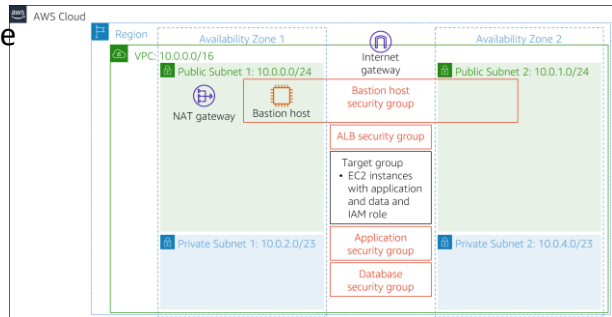 aws AWS Cloud
e
Region
Availability Zone 1
Internet
gateway
Availability Zone 2
VPC: 10.0.0.0/16
Public Subnet 1: 10.0.0.0/24
Public Subnet 2: 10.0.1.0/24
NAT gateway
Bastion host
Bastion host
security group
ALB security group
Target group
• EC2 instances
with application
and data and
IAM role
Private Subnet 1: 10.0.2.0/23
Application
security group
Private Subnet 2: 10.0.4.0/23
Database
security group